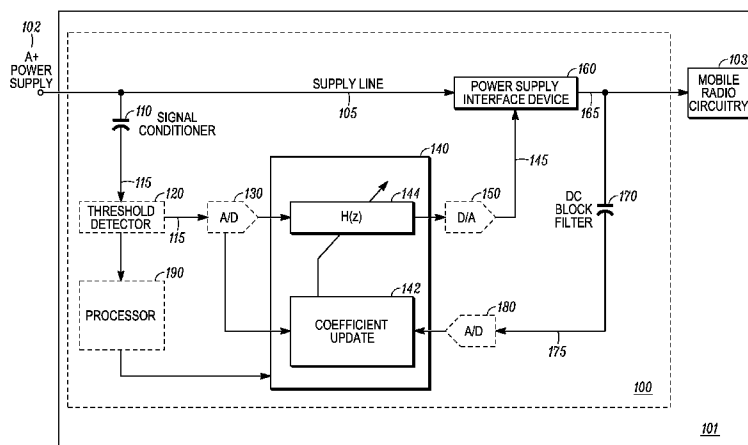 102
A+
POWER
SUPPLY
110
SIGNAL
CONDITIONER
SUPPLY LINE
105
160
POWER SUPPLY
INTERFACE DEVICE
165
103
MOBILE
RADIO
CIRCUITRY
115
120
THRESHOLD
DETECTOR
115
130
A/D
140
144
H(z)
145
150
D/A
DC
BLOCK
FILTER
170
190
PROCESSOR
142
COEFFICIENT
UPDATE
180
A/D
175
100
101